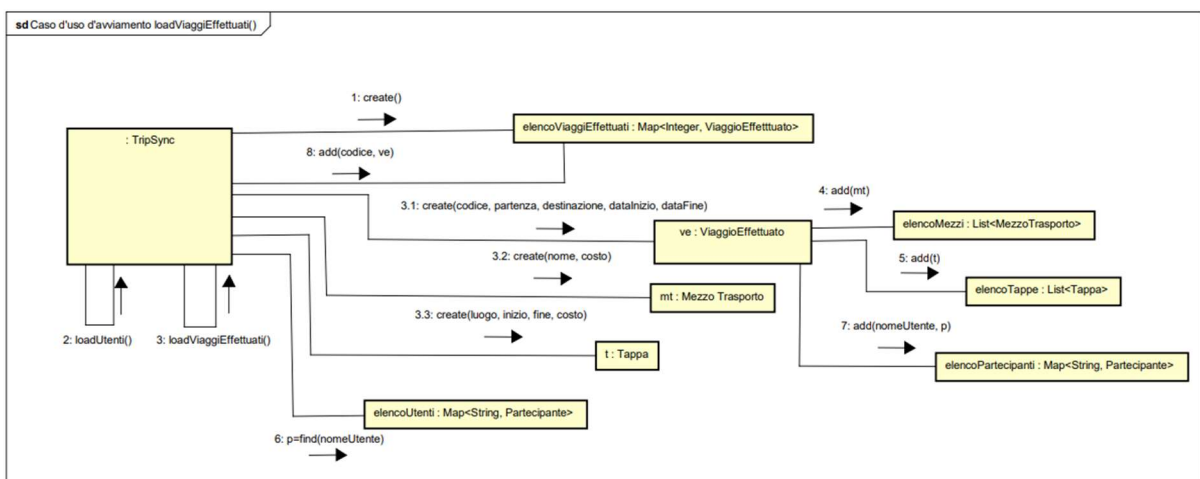 sd Caso d'uso d'avviamento loadViaggiEffettuati()
1: create()
: TripSync
elencoViaggiEffettuati : Map<Integer, ViaggioEffetttuato>
8: add(codice, ve)
4: add(mt)
3.1: create(codice, partenza, destinazione, dataInizio, dataFine)
elencoMezzi : List<MezzoTrasporto>
ve : ViaggioEffettuato
3.2: create(nome, costo)
5: add(t)
elencoTappe : List<Tappa>
mt : Mezzo Trasporto
3.3: create(luogo, inizio, fine, costo)
7: add(nomeUtente, p)
2: loadUtenti()
3: loadViaggiEffettuati()
t : Tappa
elencoPartecipanti : Map<String, Partecipante>
elencoUtenti : Map<String, Partecipante>
6: p=find(nomeUtente)